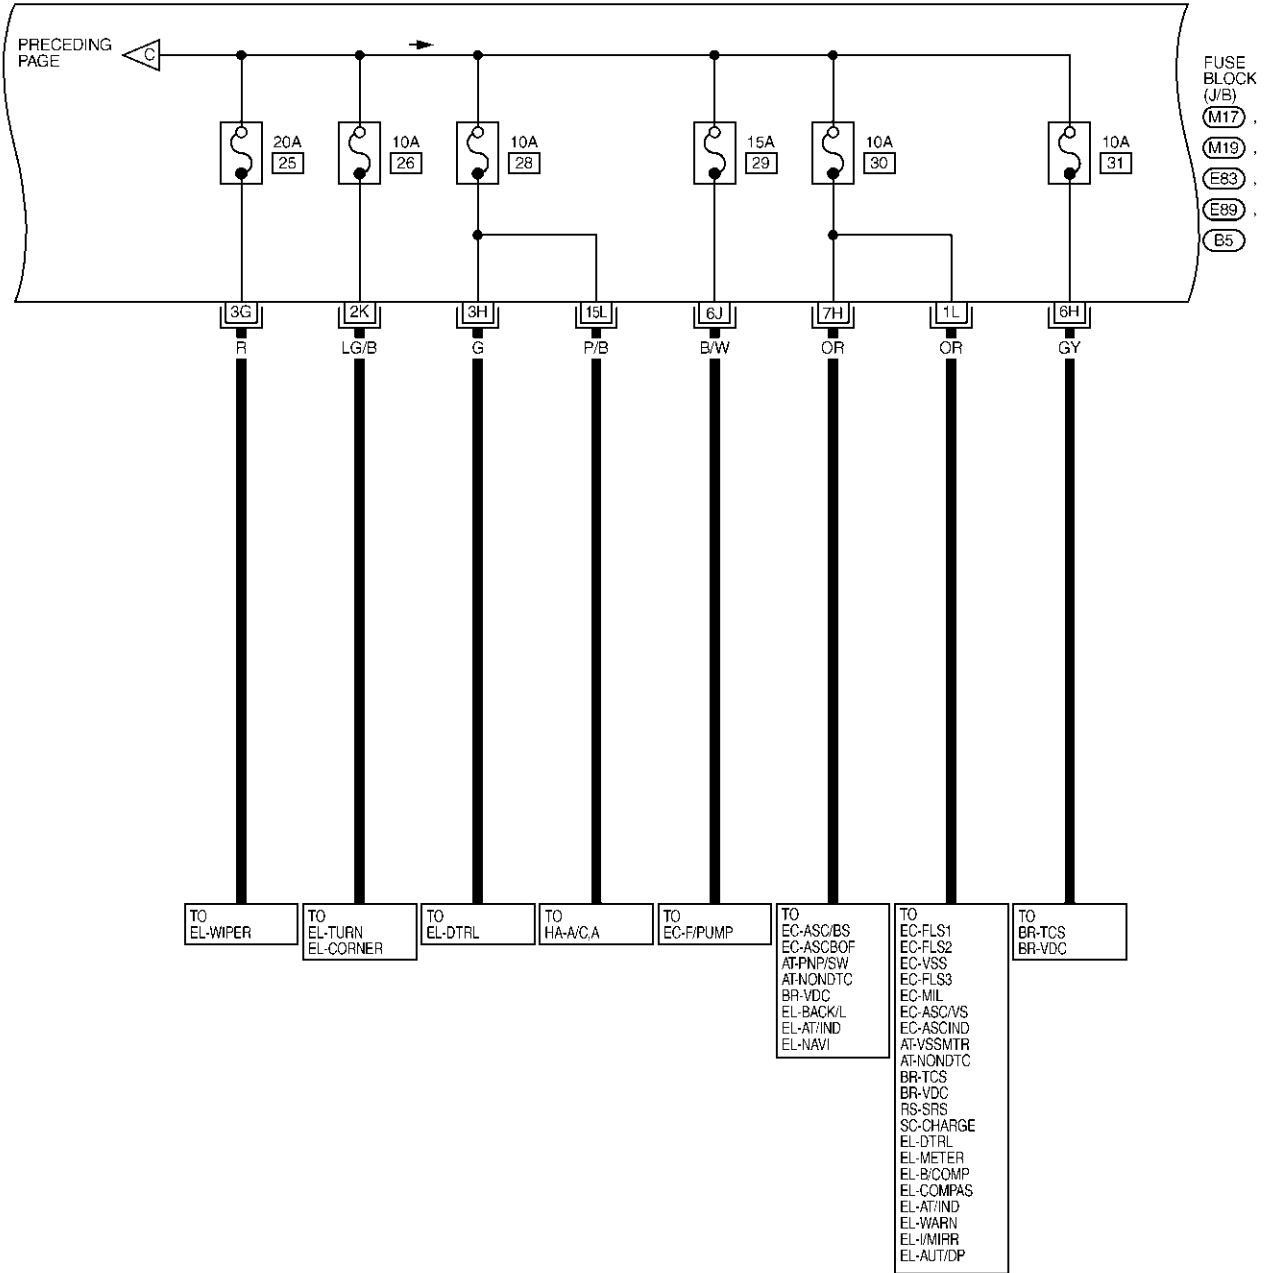 PRECEDING
PAGE
C
FUSE
BLOCK
(J/B)
M17 ,
M19 ,
E83 ,
E89 ,
B5
20A
25
10A
26
10A
28
15A
29
10A
30
10A
31
3G
2K
3H
15L
6J
7H
1L
6H
R
LG/B
G
P/B
B/W
OR
OR
GY
TO
EL-WIPER
TO
EL-TURN
EL-CORNER
TO
EL-DTRL
TO
HA-A/C,A
TO
EC-F/PUMP
TO
EC-ASC/BS
EC-ASCBOF
AT-PNP/SW
AT-NONDTC
BR-VDC
EL-BACK/L
EL-AT/IND
EL-NAVI
TO
EC-FLS1
EC-FLS2
EC-VSS
EC-FLS3
EC-MIL
EC-ASC/VS
EC-ASCIND
AT-VSSMTR
AT-NONDTC
BR-TCS
BR-VDC
RS-SRS
SC-CHARGE
EL-DTRL
EL-METER
EL-B/COMP
EL-COMPAS
EL-AT/IND
EL-WARN
EL-I/MIRR
EL-AUT/DP
TO
BR-TCS
BR-VDC